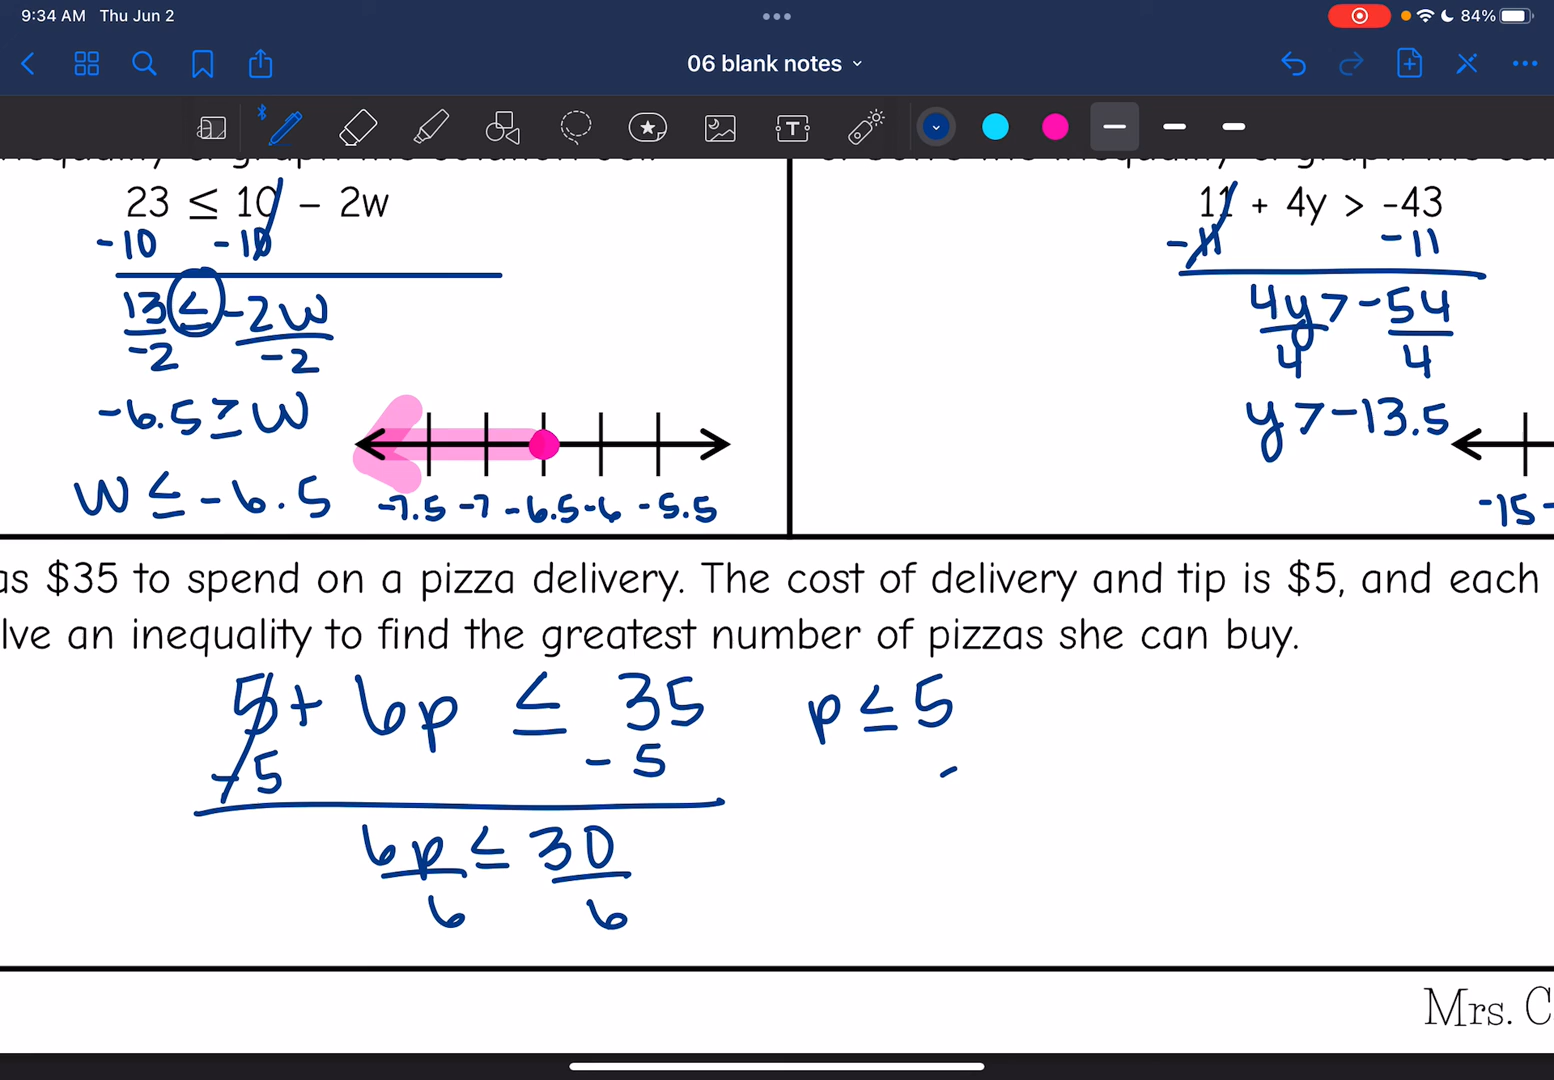 9:34 AM Thu Jun 2
84%
06 blank notes
T
23 ≤ 10 - 2w
-10 -10
13 ≤ -2w
-2 -2
-6.5 ≥ w
w ≤ -6.5
-7.5 -7 -6.5 -6 -5.5
11 + 4y > -43
-11 -11
4y > -54
4 4
y > -13.5
-15 -
as $35 to spend on a pizza delivery. The cost of delivery and tip is $5, and each
lve an inequality to find the greatest number of pizzas she can buy.
5 + 6p ≤ 35
-5 -5
6p ≤ 30
6 6
p ≤ 5
Mrs. C